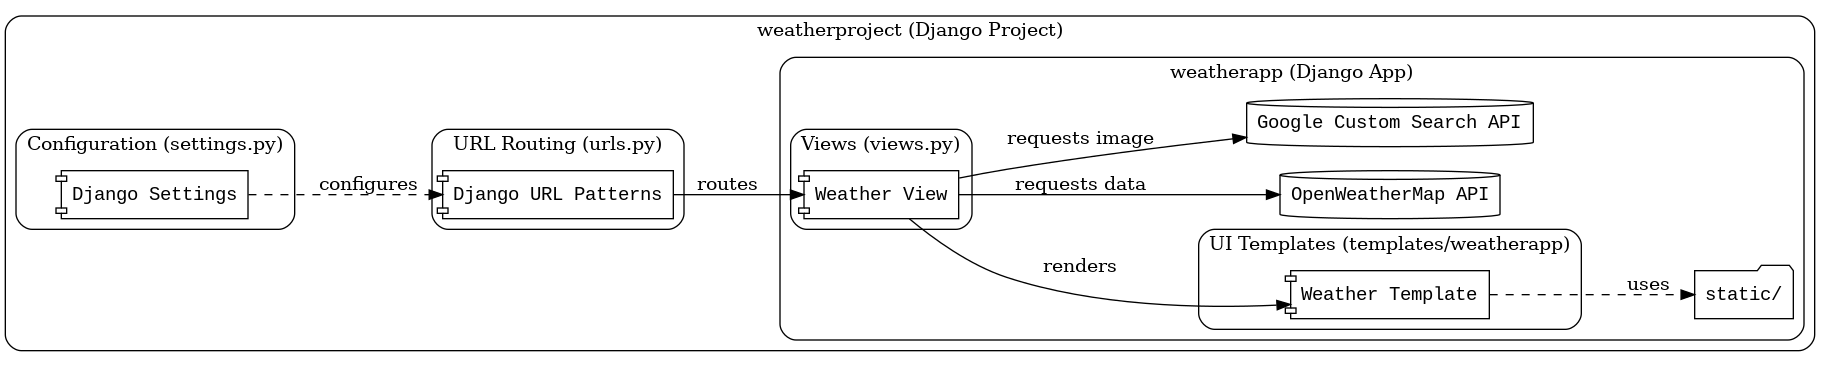 weatherproject (Django Project)
weatherapp (Django App)
Google Custom Search API
Configuration (settings.py)
URL Routing (urls.py)
Views (views.py)
requests image
Django Settings
configures
Django URL Patterns
routes
Weather View
requests data
OpenWeatherMap API
UI Templates (templates/weatherapp)
renders
Weather Template
uses
static/